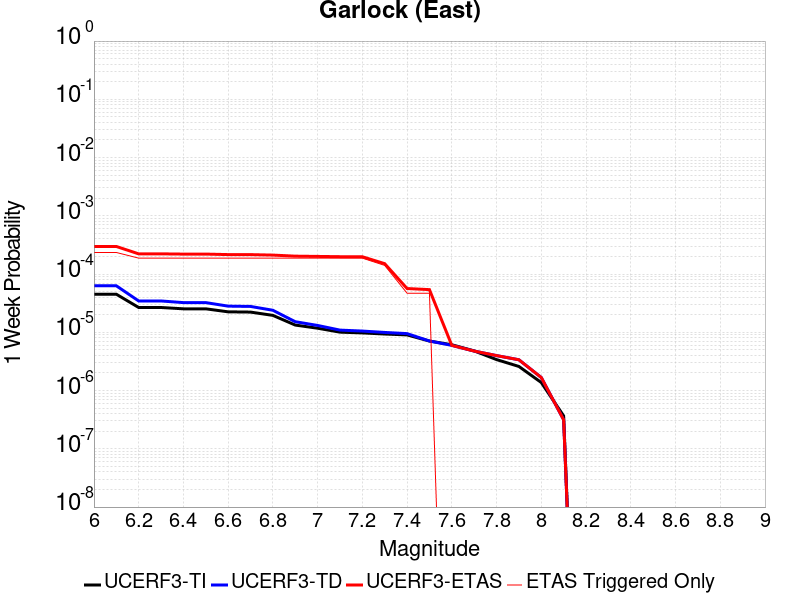 Garlock (East)
1 Week Probability
10 0
10 -1
10 -2
10 -3
10 -4
10 -5
10 -6
10 -7
10 -8
6 6.2 6.4 6.6 6.8 7 7.2 7.4 7.6 7.8 8 8.2 8.4 8.6 8.8 9
Magnitude
UCERF3-TI UCERF3-TD UCERF3-ETAS ETAS Triggered Only